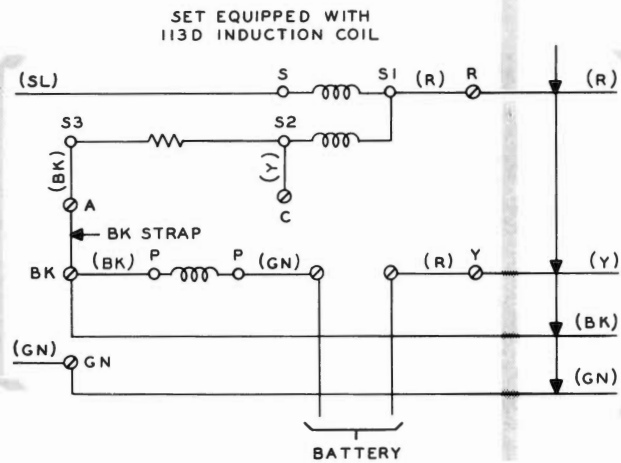 SET EQUIPPED WITH
113D INDUCTION COIL
(SL) S S1 (R) R (R)
S3 S2
(BK) (Y)
A C
BK STRAP
BK (BK) P P (GN) (R) Y (Y)
(BK)
(GN) GN
(GN)
BATTERY